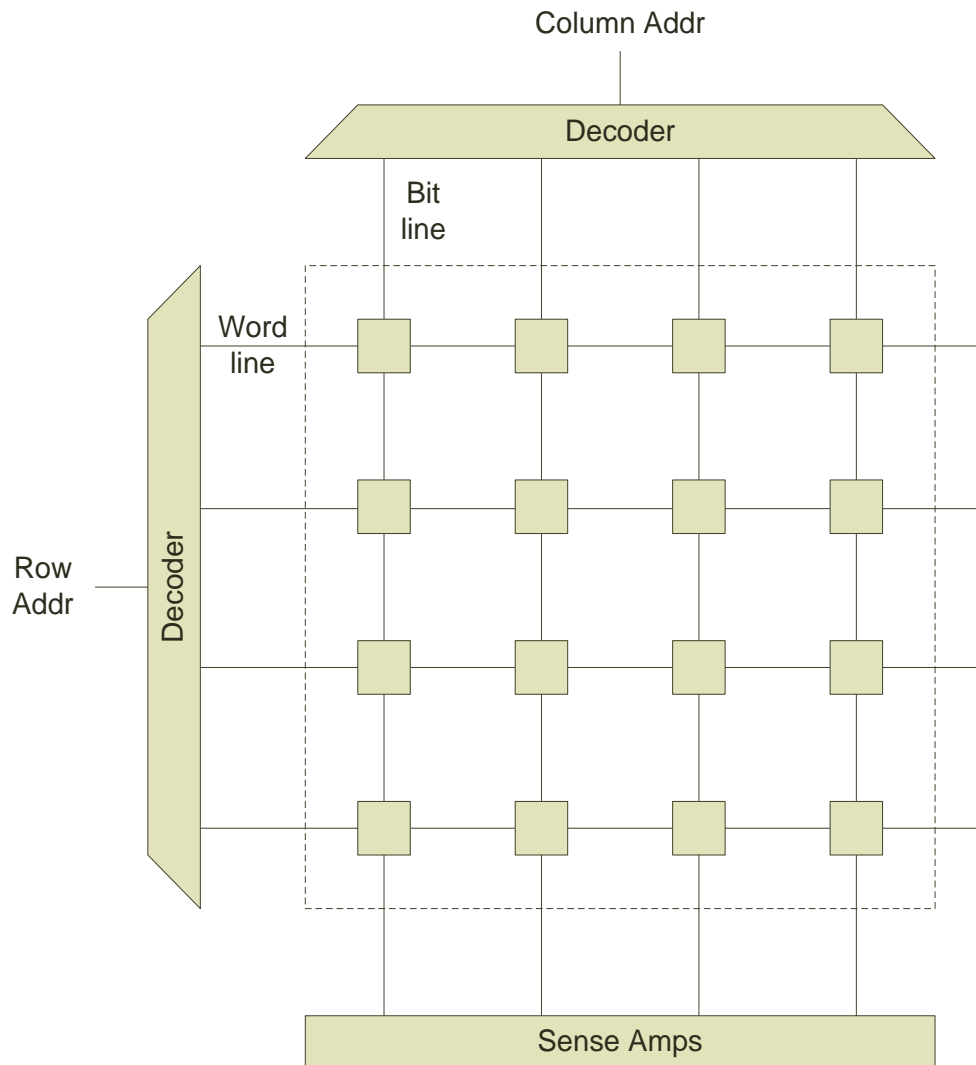 Column Addr
Decoder
Bit
line
Word
line
Row
Addr
Decoder
Sense Amps